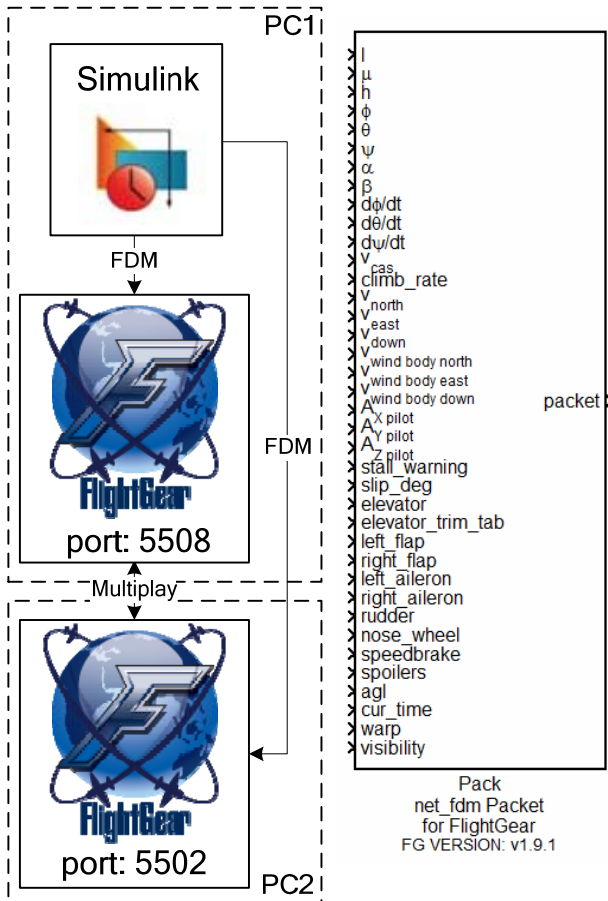 PC1
Simulink
FDM
FlightGear
port: 5508
FDM
Multiplay
FlightGear
port: 5502
PC2
l
μ
h
ϕ
θ
ψ
α
β
dϕ/dt
dθ/dt
dψ/dt
v cas
climb_rate
v north
v east
v down
v wind body north
v wind body east
v wind body down
A X pilot
A Y pilot
A Z pilot
stall_warning
slip_deg
elevator
elevator_trim_tab
left_flap
right_flap
left_aileron
right_aileron
rudder
nose_wheel
speedbrake
spoilers
agl
cur_time
warp
visibility
packet
Pack
net_fdm Packet
for FlightGear
FG VERSION: v1.9.1